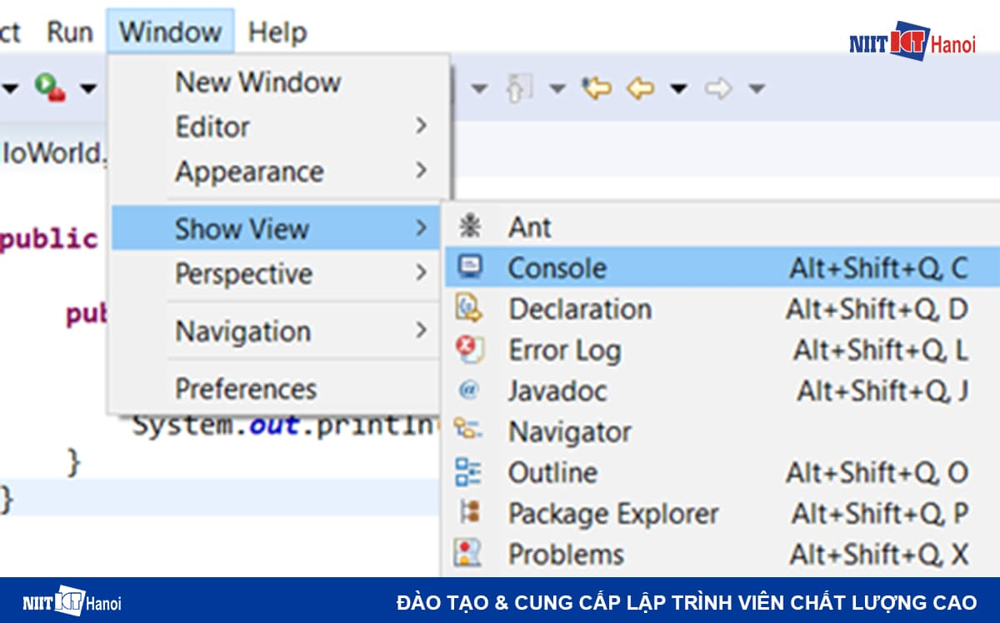 ct Run Window Help
NIIT ICT Hanoi
New Window
Editor
loWorld.
Appearance
public
Show View
Ant
Console Alt+Shift+Q, C
Perspective
Declaration Alt+Shift+Q, D
pub
Navigation
Error Log Alt+Shift+Q, L
Preferences
Javadoc Alt+Shift+Q, J
System.out.println
Navigator
}
Outline Alt+Shift+Q, O
}
Package Explorer Alt+Shift+Q, P
Problems Alt+Shift+Q, X
NIIT ICT Hanoi
ĐÀO TẠO & CUNG CẤP LẬP TRÌNH VIÊN CHẤT LƯỢNG CAO